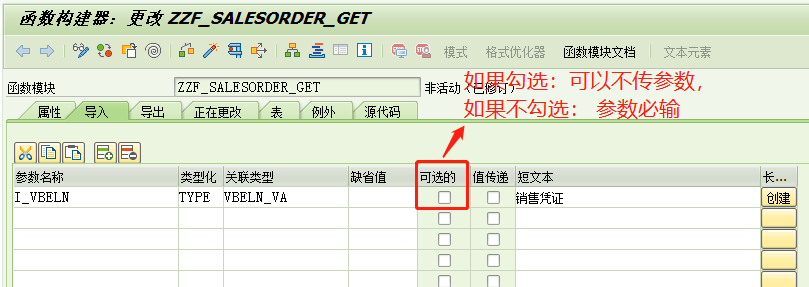 函数构建器：更改 ZZF_SALESORDER_GET
模式 格式优化器 函数模块文档 文本元素
函数模块 ZZF_SALESORDER_GET 非活动（已修订）
如果勾选：可以不传参数，
如果不勾选： 参数必输
属性 导入 导出 正在更改 表 例外 源代码
参数名称 类型化 关联类型 缺省值 可选的 值传递 短文本 长...
I_VBELN TYPE VBELN_VA 销售凭证 创建